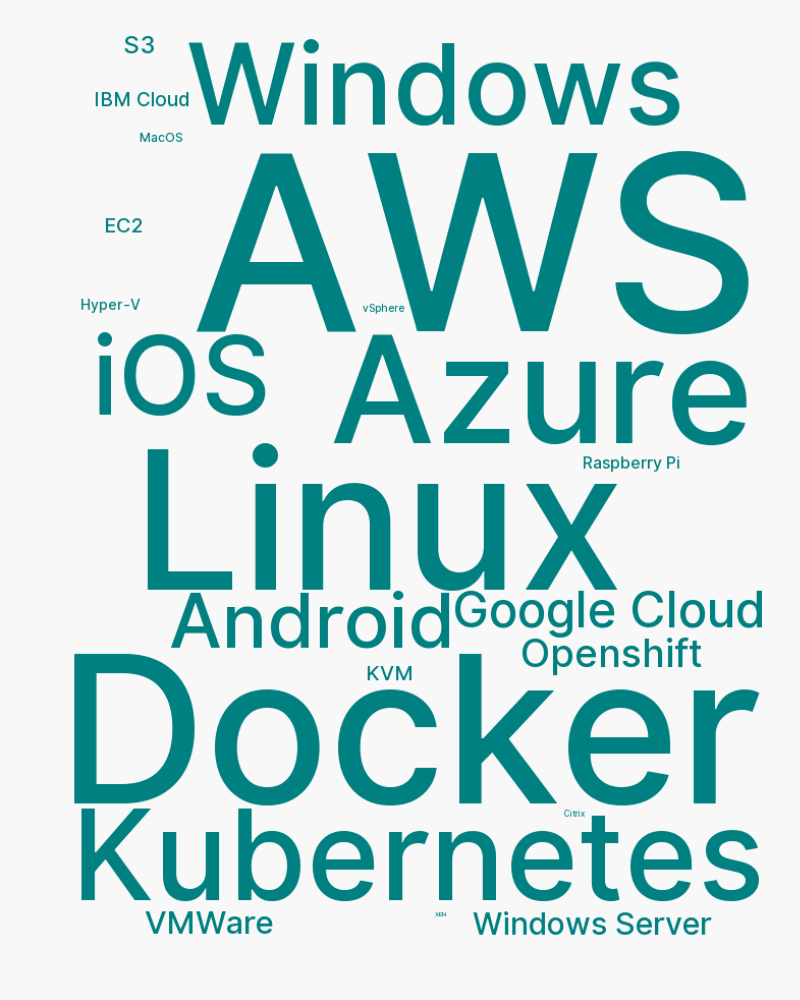 S3
Windows
IBM Cloud
MacOS
AWS
EC2
Hyper-V
vSphere
iOS
Azure
Raspberry Pi
Linux
Android
Google Cloud
Openshift
KVM
Docker
Citrix
Kubernetes
VMWare
XEN
Windows Server